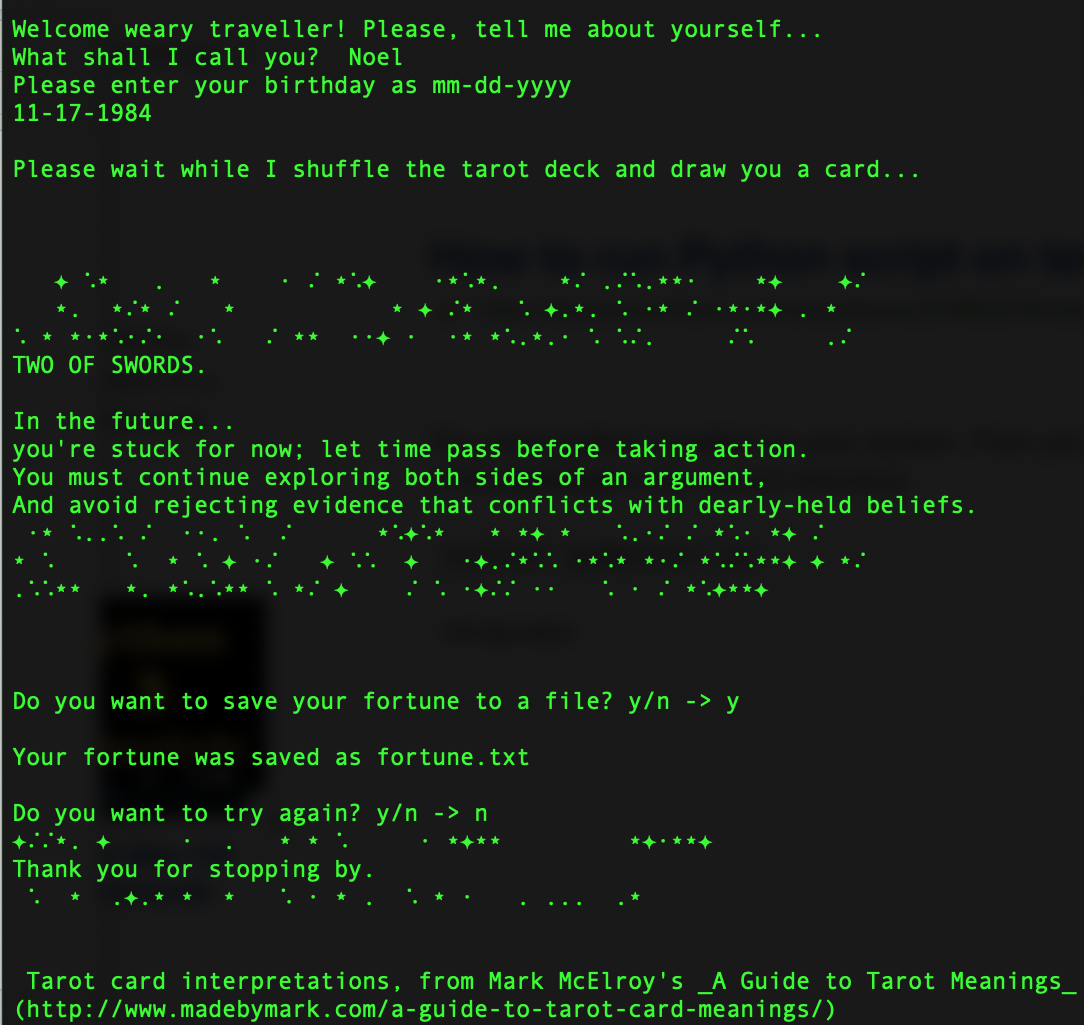 Welcome weary traveller! Please, tell me about yourself...
What shall I call you?  Noel
Please enter your birthday as mm-dd-yyyy
11-17-1984
Please wait while I shuffle the tarot deck and draw you a card...
TWO OF SWORDS.
In the future...
you're stuck for now; let time pass before taking action.
You must continue exploring both sides of an argument,
And avoid rejecting evidence that conflicts with dearly-held beliefs.
Do you want to save your fortune to a file? y/n -> y
Your fortune was saved as fortune.txt
Do you want to try again? y/n -> n
Thank you for stopping by.
Tarot card interpretations, from Mark McElroy's _A Guide to Tarot Meanings_
(http://www.madebymark.com/a-guide-to-tarot-card-meanings/)